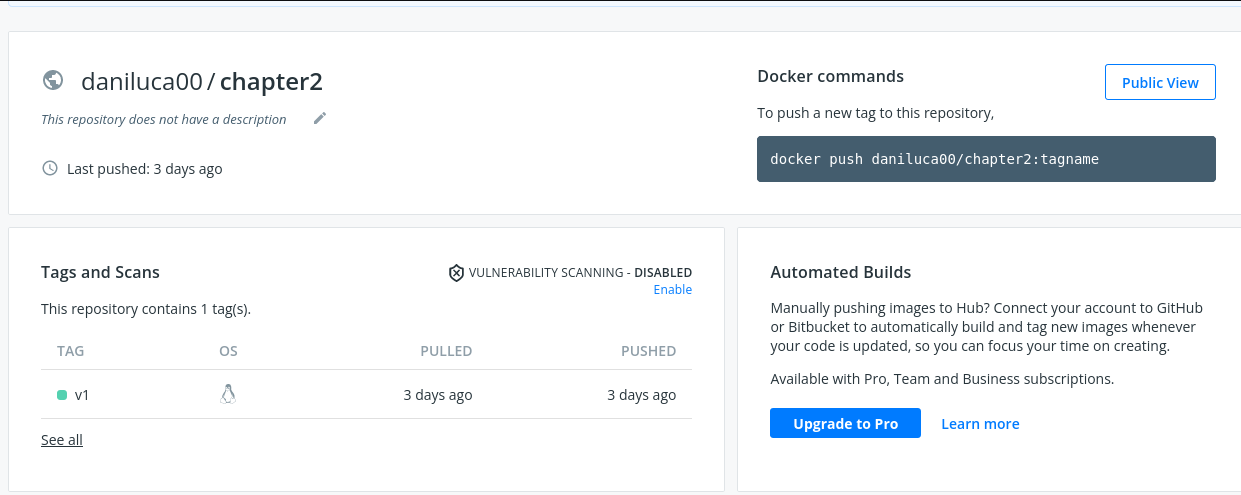 daniluca00 / chapter2
This repository does not have a description
Last pushed: 3 days ago
Docker commands
Public View
To push a new tag to this repository,
docker push daniluca00/chapter2:tagname
Tags and Scans
VULNERABILITY SCANNING - DISABLED
Enable
This repository contains 1 tag(s).
TAG OS PULLED PUSHED
v1 3 days ago 3 days ago
See all
Automated Builds
Manually pushing images to Hub? Connect your account to GitHub
or Bitbucket to automatically build and tag new images whenever
your code is updated, so you can focus your time on creating.
Available with Pro, Team and Business subscriptions.
Upgrade to Pro Learn more